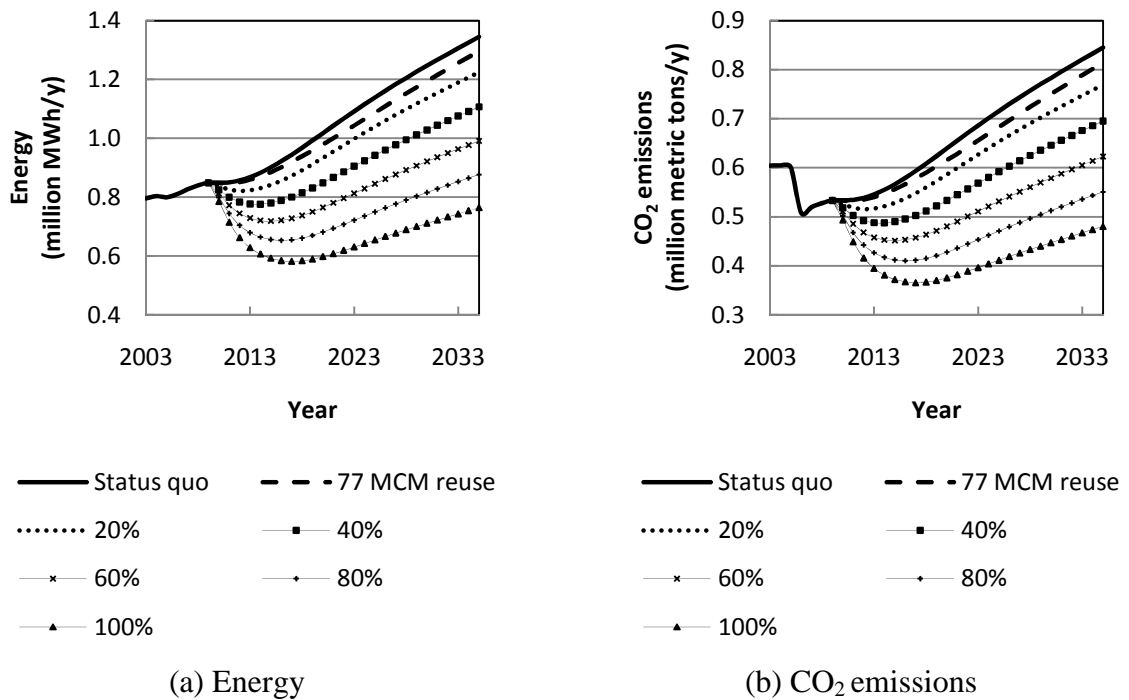 Energy
(million MWh/y)
1.4
1.2
1.0
0.8
0.6
0.4
2003 2013 2023 2033
Year
CO2 emissions
(million metric tons/y)
0.9
0.8
0.7
0.6
0.5
0.4
0.3
2003 2013 2023 2033
Year
Status quo 77 MCM reuse
20% 40%
60% 80%
100%
(a) Energy
Status quo 77 MCM reuse
20% 40%
60% 80%
100%
(b) CO2 emissions